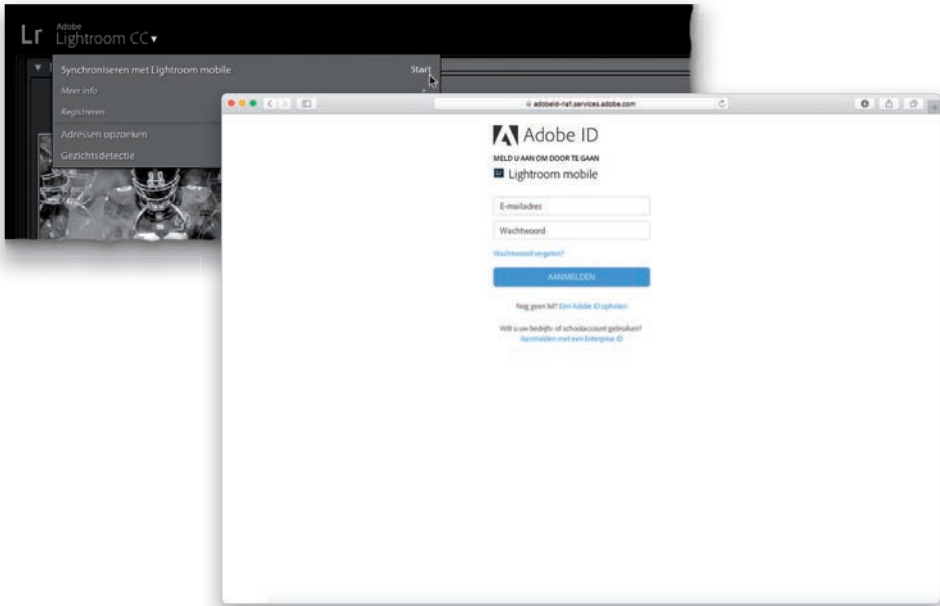 Lr
Adobe
Lightroom CC
Synchroniseren met Lightroom mobile Start
Meer info
Registreren
Adressen opzoeken
Gezichtsdetectie
adobeid-na1.services.adobe.com
Adobe ID
MELD U AAN OM DOOR TE GAAN
Lr Lightroom mobile
E-mailadres
Wachtwoord
Wachtwoord vergeten?
AANMELDEN
Nog geen lid? Een Adobe ID ophalen
Wilt u uw bedrijfs- of schoolaccount gebruiken?
Aanmelden met een Enterprise ID